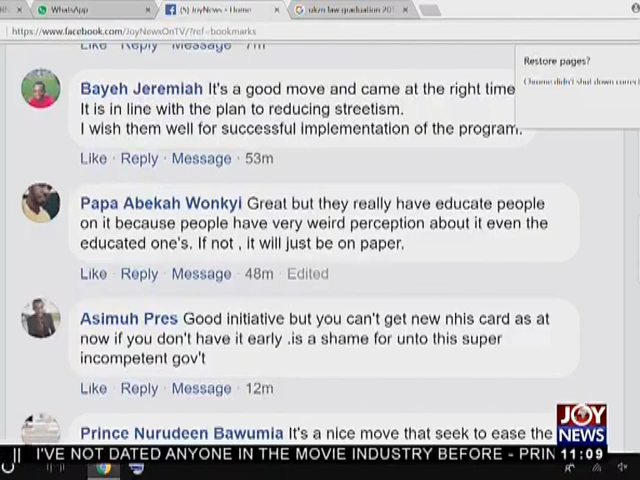 WhatsApp
(5) JoyNews - Home
ukzn law graduation 201
https://www.facebook.com/JoyNewsOnTV/?ref=bookmarks
Like Reply Message 7m
Restore pages?
Chrome didn't shut down correct
Bayeh Jeremiah It's a good move and came at the right time
It is in line with the plan to reducing streetism.
I wish them well for successful implementation of the program.
Like · Reply · Message · 53m
Papa Abekah Wonkyi Great but they really have educate people
on it because people have very weird perception about it even the
educated one's. If not , it will just be on paper.
Like · Reply · Message · 48m · Edited
Asimuh Pres Good initiative but you can't get new nhis card as at
now if you don't have it early .is a shame for unto this super
incompetent gov't
Like · Reply · Message · 12m
Prince Nurudeen Bawumia It's a nice move that seek to ease the
JOY
NEWS
I'VE NOT DATED ANYONE IN THE MOVIE INDUSTRY BEFORE - PRIN
11:09